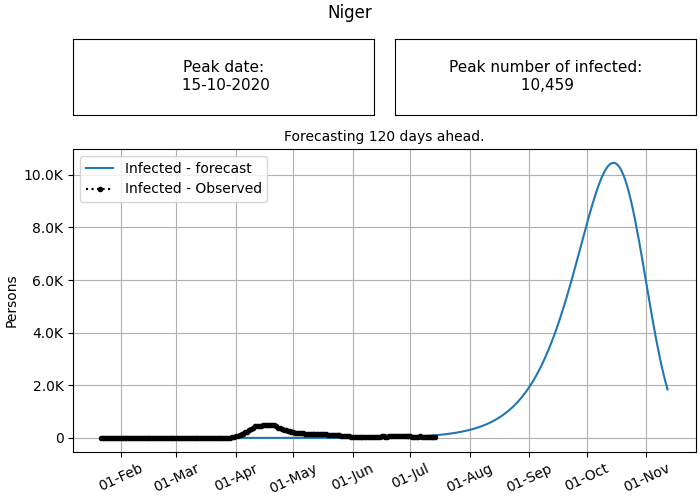 Niger
Peak date:
15-10-2020
Peak number of infected:
10,459
Forecasting 120 days ahead.
Infected - forecast
Infected - Observed
Persons
10.0K
8.0K
6.0K
4.0K
2.0K
0
01-Feb
01-Mar
01-Apr
01-May
01-Jun
01-Jul
01-Aug
01-Sep
01-Oct
01-Nov